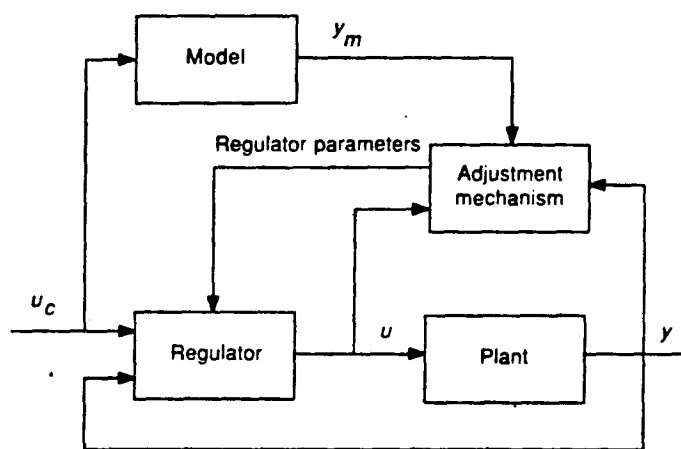 y_m
Model
Regulator parameters
Adjustment
mechanism
u_c
Regulator
u
Plant
y